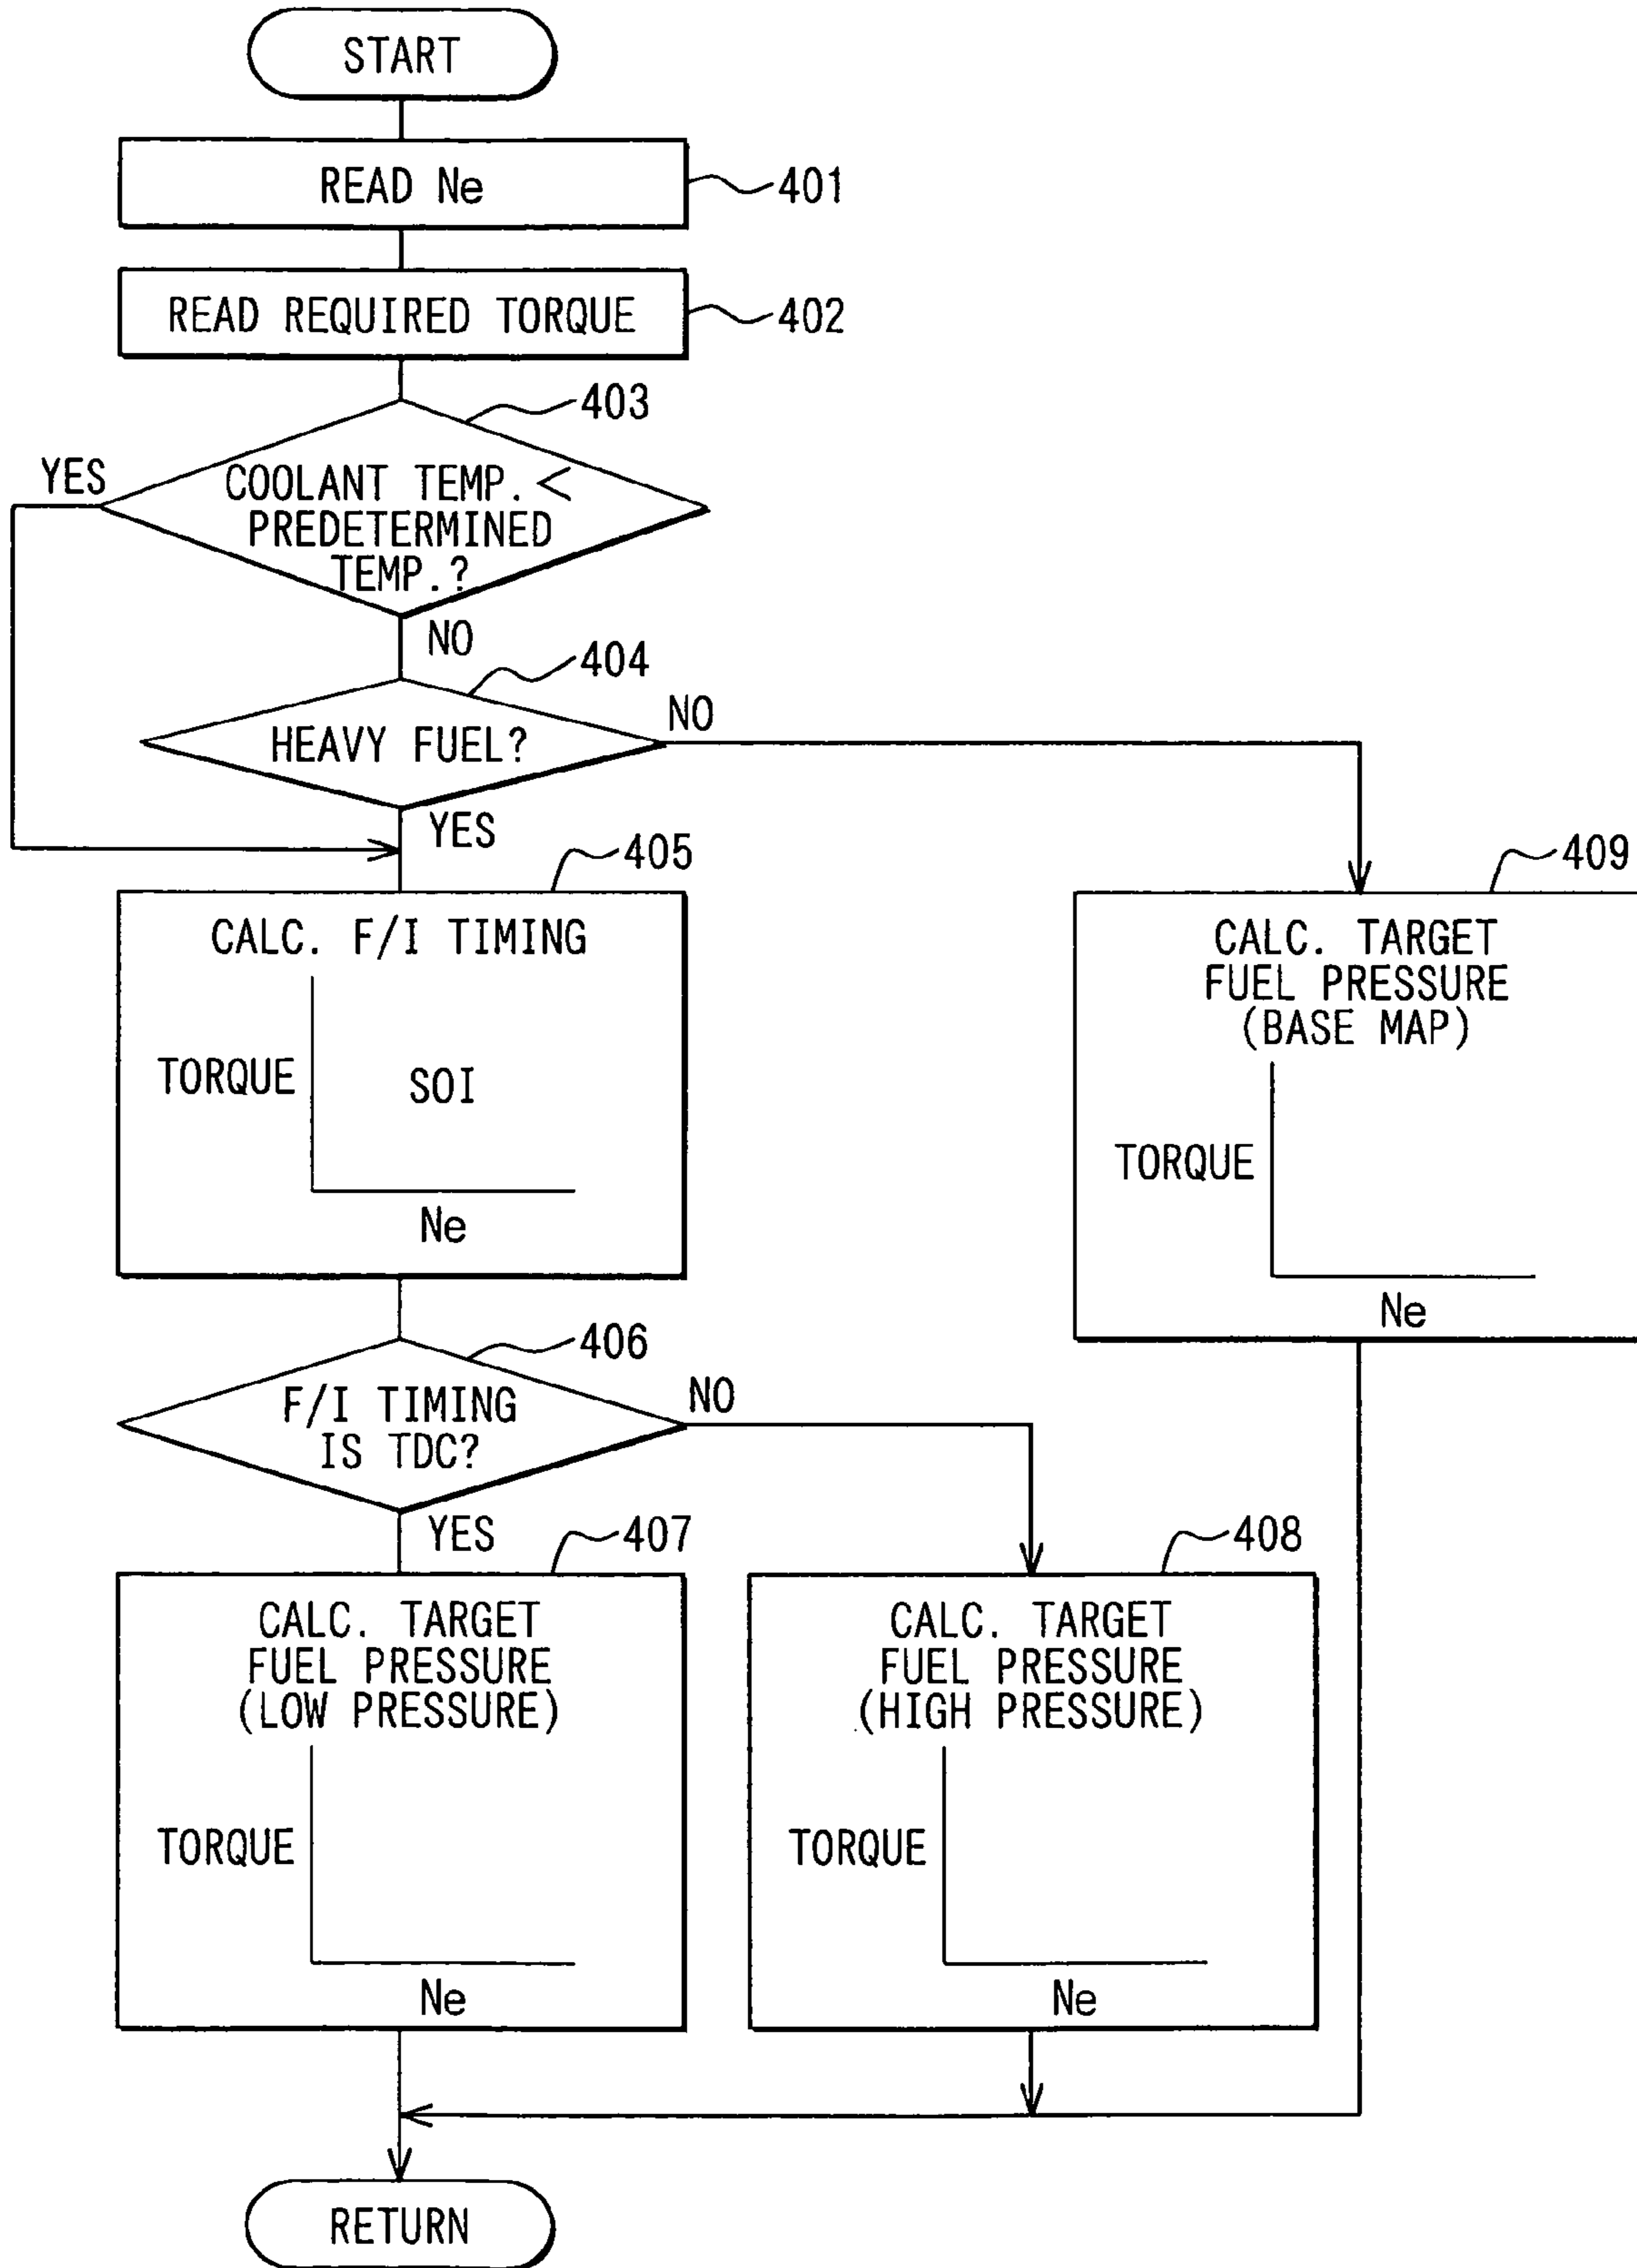 START
READ Ne
401
READ REQUIRED TORQUE
402
403
YES
COOLANT TEMP. <
PREDETERMINED
TEMP.?
NO
404
HEAVY FUEL?
NO
YES
405
CALC. F/I TIMING
TORQUE
SOI
Ne
409
CALC. TARGET
FUEL PRESSURE
(BASE MAP)
TORQUE
Ne
406
F/I TIMING
IS TDC?
NO
YES
407
CALC. TARGET
FUEL PRESSURE
(LOW PRESSURE)
TORQUE
Ne
408
CALC. TARGET
FUEL PRESSURE
(HIGH PRESSURE)
TORQUE
Ne
RETURN